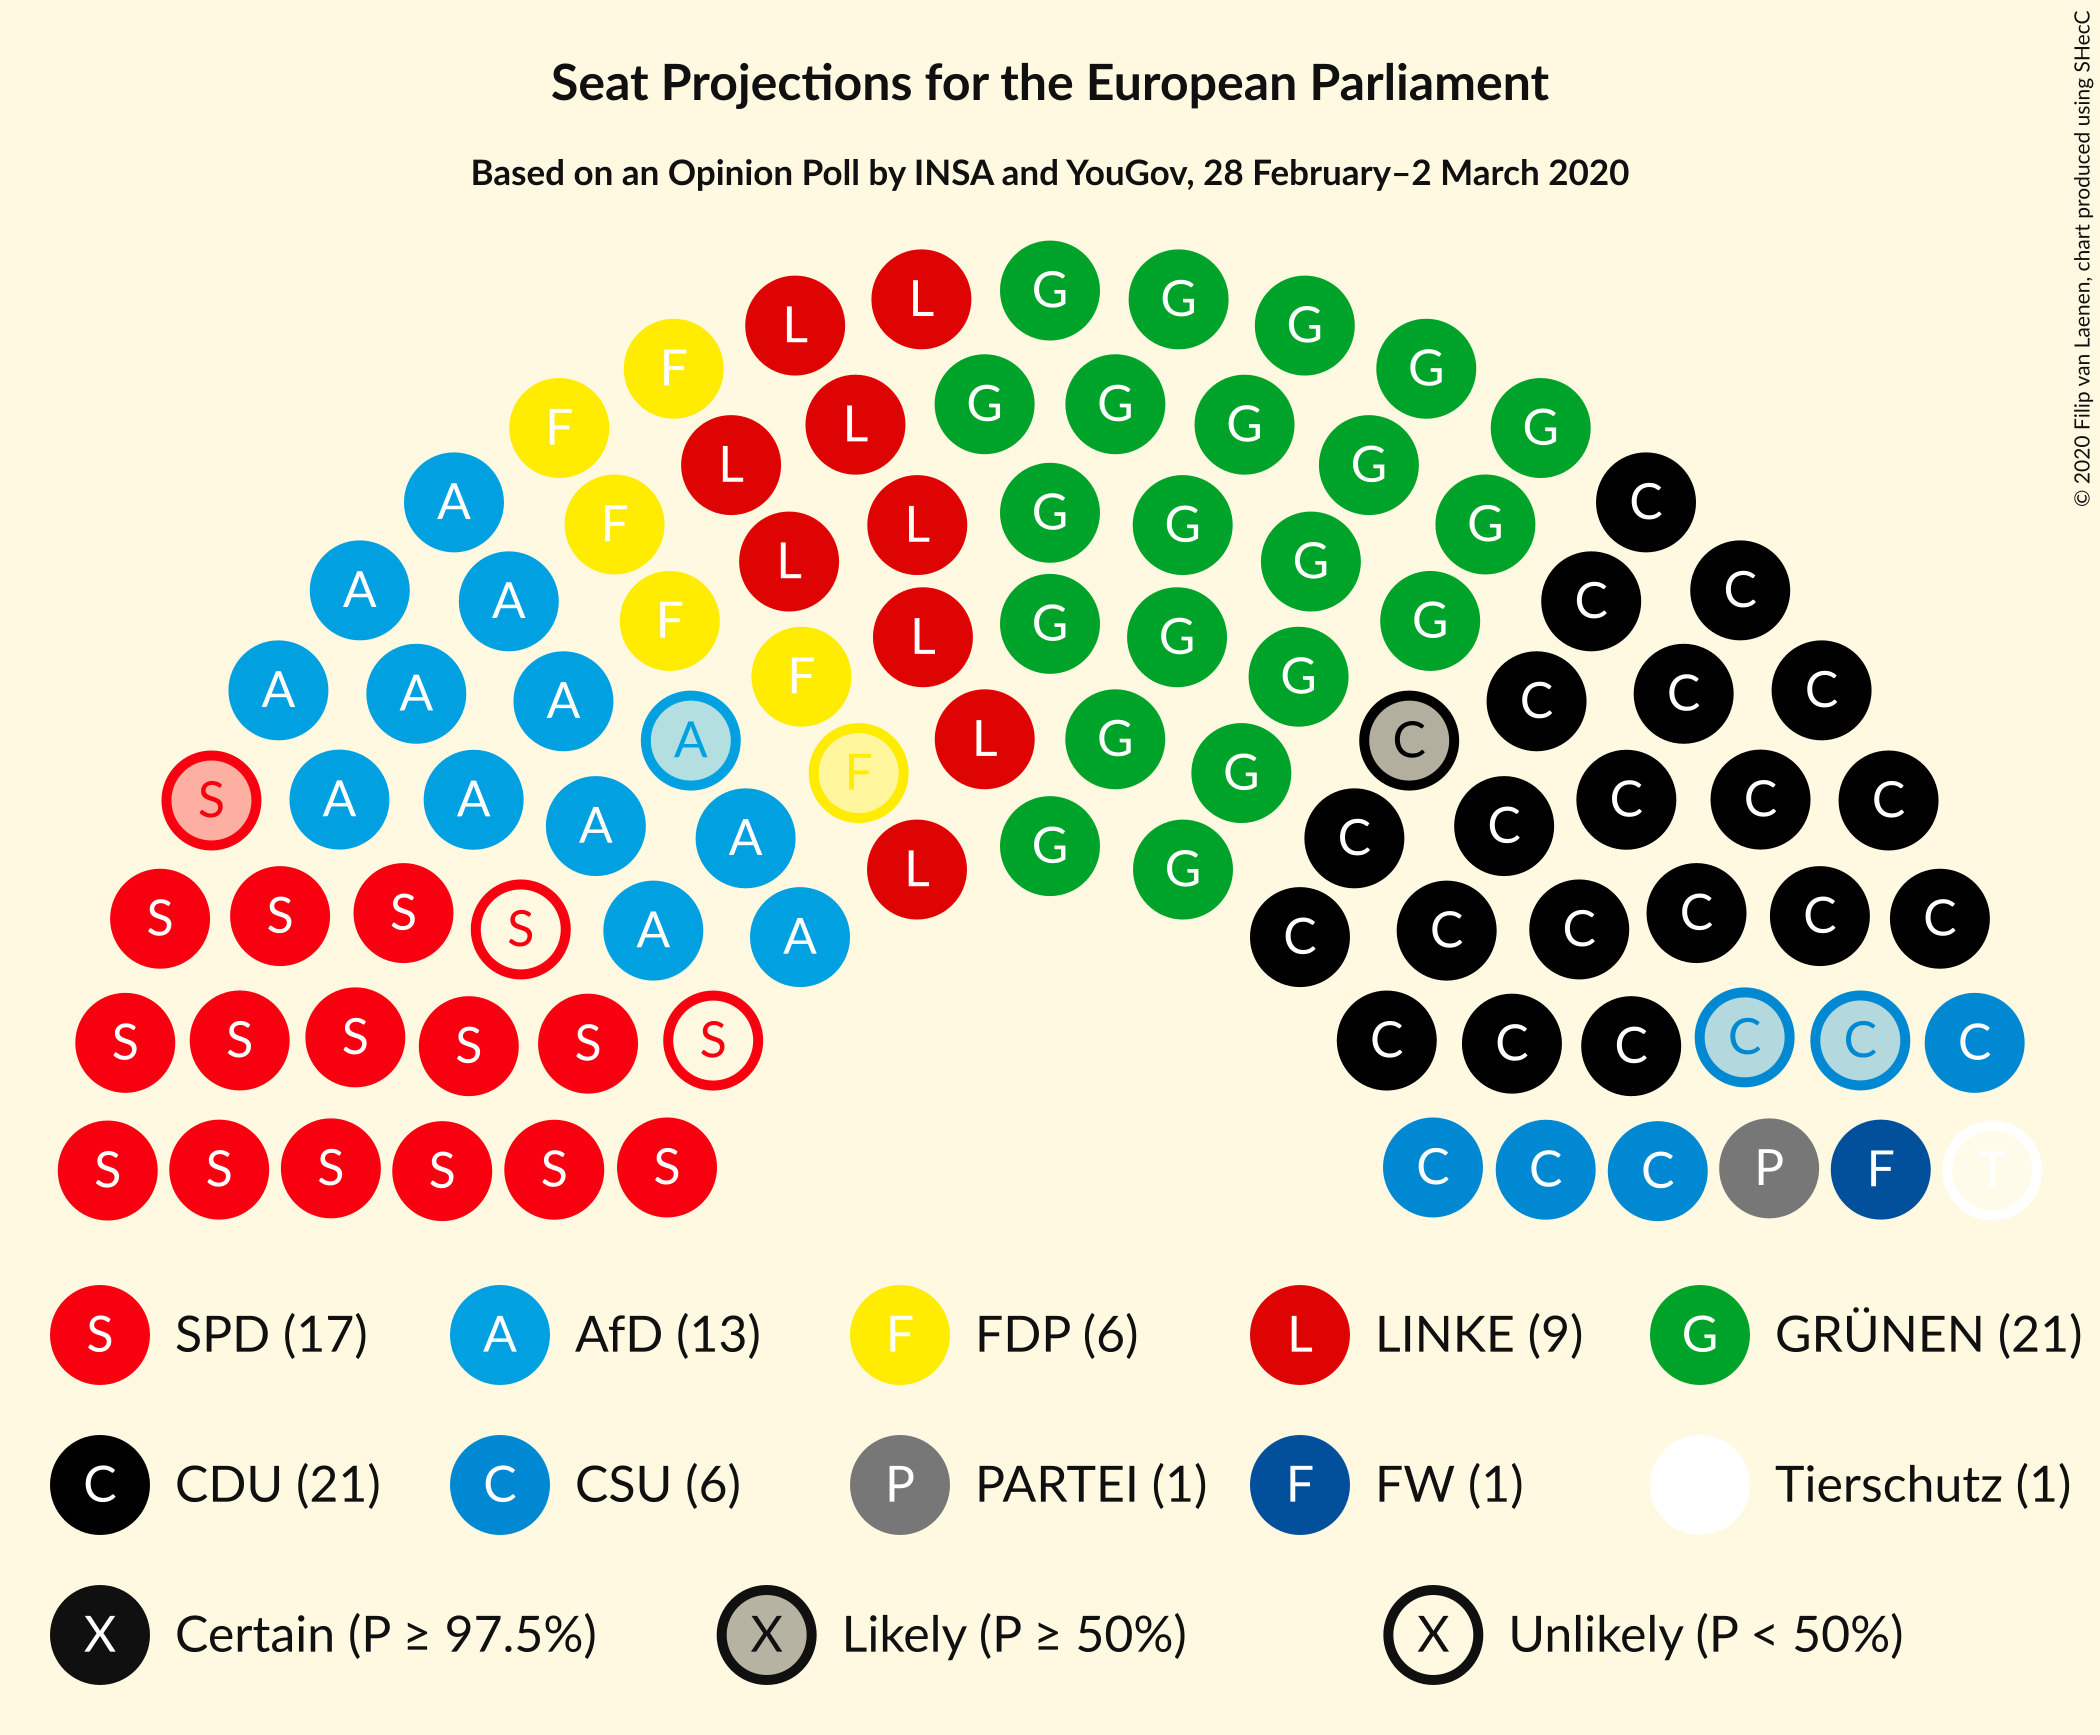 Seat Projections for the European Parliament
Based on an Opinion Poll by INSA and YouGov, 28 February–2 March 2020
© 2020 Filip van Laenen, chart produced using SHecC
L G G G
L G
F G
F L G G G G
L G
A F L G G G C
F L G G
A A F L G G G C C
A A A F G C C C
A F L G G C
S A A A A C C C C C
S S S S A A L G G C C C C C C
S S S S S S C C C C C C
S S S S S S C C C P F T
S SPD (17) A AfD (13) F FDP (6) L LINKE (9) G GRÜNEN (21)
C CDU (21) C CSU (6) P PARTEI (1) F FW (1) Tierschutz (1)
X Certain (P ≥ 97.5%) X Likely (P ≥ 50%) X Unlikely (P < 50%)